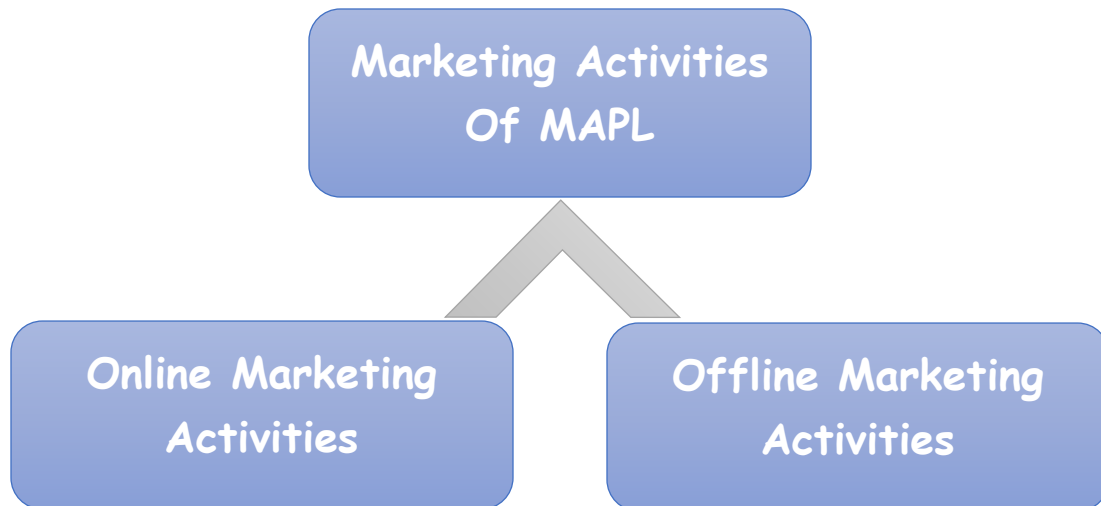 Marketing Activities
Of MAPL
Online Marketing
Activities
Offline Marketing
Activities